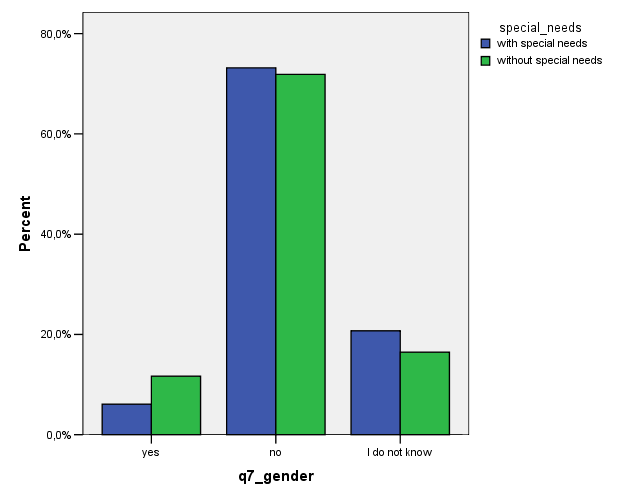 special_needs
with special needs
without special needs
80,0%
60,0%
40,0%
20,0%
0,0%
Percent
yes
no
I do not know
q7_gender